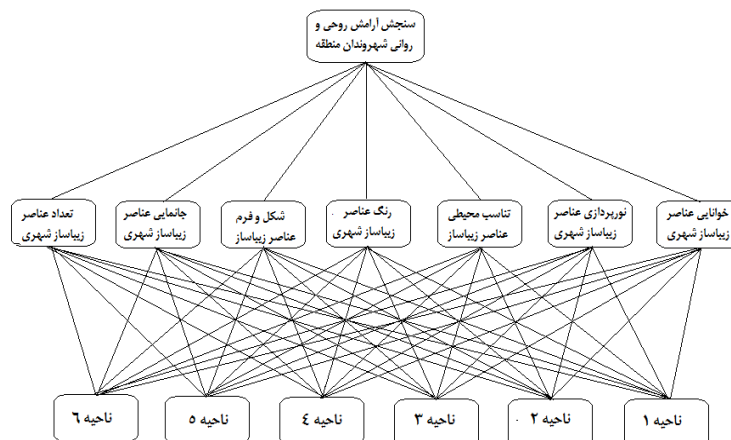 سنجش آرامش روحی و
روانی شهروندان منطقه
خوانایی عناصر
زیباساز شهری
نورپردازی عناصر
زیباساز شهری
تناسب محیطی
عناصر زیباساز
رنگ عناصر
زیباساز شهری
شکل و فرم
عناصر زیباساز
جانمایی عناصر
زیباساز شهری
تعداد عناصر
زیباساز شهری
ناحیه ۱
ناحیه ۲
ناحیه ۳
ناحیه ٤
ناحیه ٥
ناحیه ٦